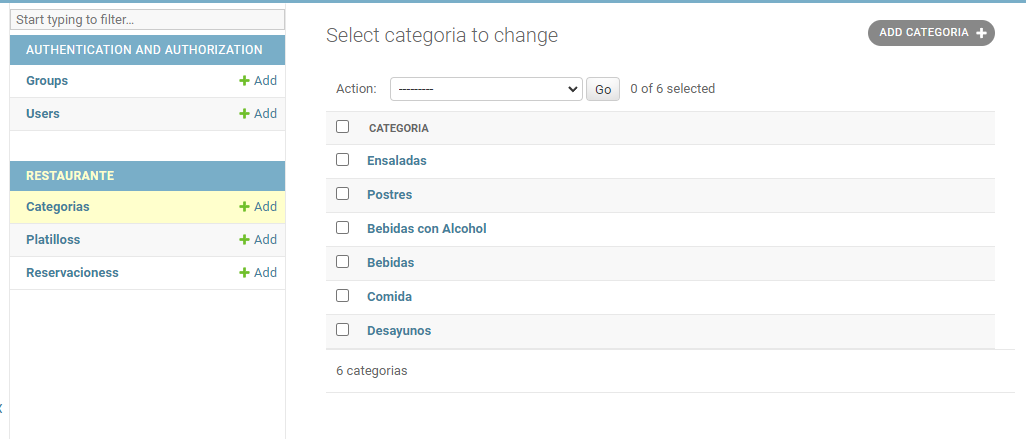 Start typing to filter...
AUTHENTICATION AND AUTHORIZATION
Groups + Add
Users + Add
RESTAURANTE
Categorias + Add
Platilloss + Add
Reservacioness + Add
Select categoria to change
ADD CATEGORIA +
Action: --------- Go 0 of 6 selected
CATEGORIA
Ensaladas
Postres
Bebidas con Alcohol
Bebidas
Comida
Desayunos
6 categorias